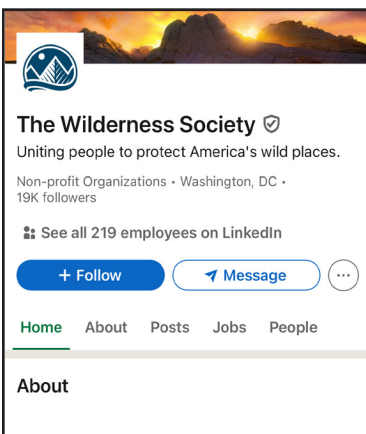 The Wilderness Society
Uniting people to protect America's wild places.
Non-profit Organizations • Washington, DC •
19K followers
See all 219 employees on LinkedIn
+ Follow
Message
Home About Posts Jobs People
About